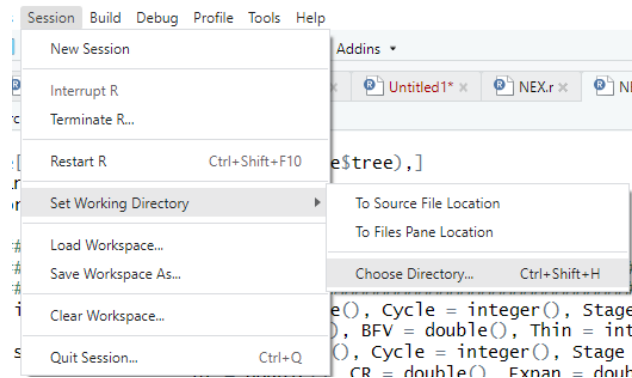 Session Build Debug Profile Tools Help
New Session
Addins
Interrupt R
Untitled1*
NEX.r
Terminate R...
Restart R Ctrl+Shift+F10
e$tree),]
Set Working Directory
To Source File Location
To Files Pane Location
Load Workspace...
Save Workspace As...
Choose Directory... Ctrl+Shift+H
Clear Workspace...
e(), Cycle = integer(), Stage
), BFV = double(), Thin = int
Quit Session... Ctrl+Q
(), Cycle = integer(), Stage
CR = double(), Expan = doub